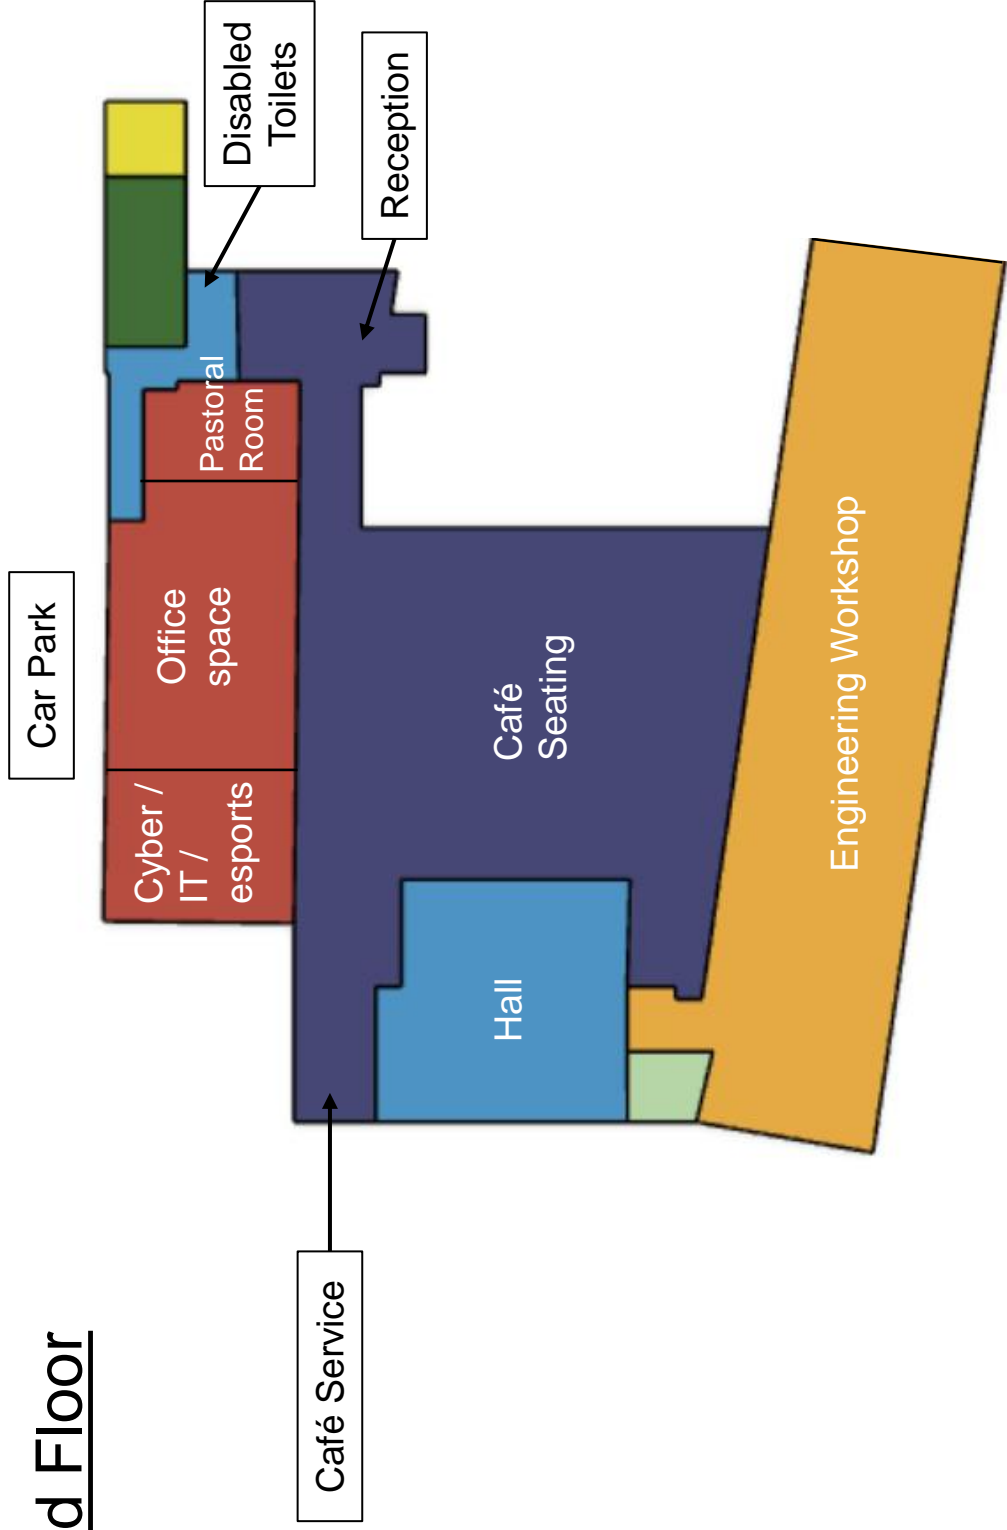 d Floor
Car Park
Café Service
Cyber /
IT /
esports
Office
space
Pastoral
Room
Disabled
Toilets
Reception
Hall
Café
Seating
Engineering Workshop